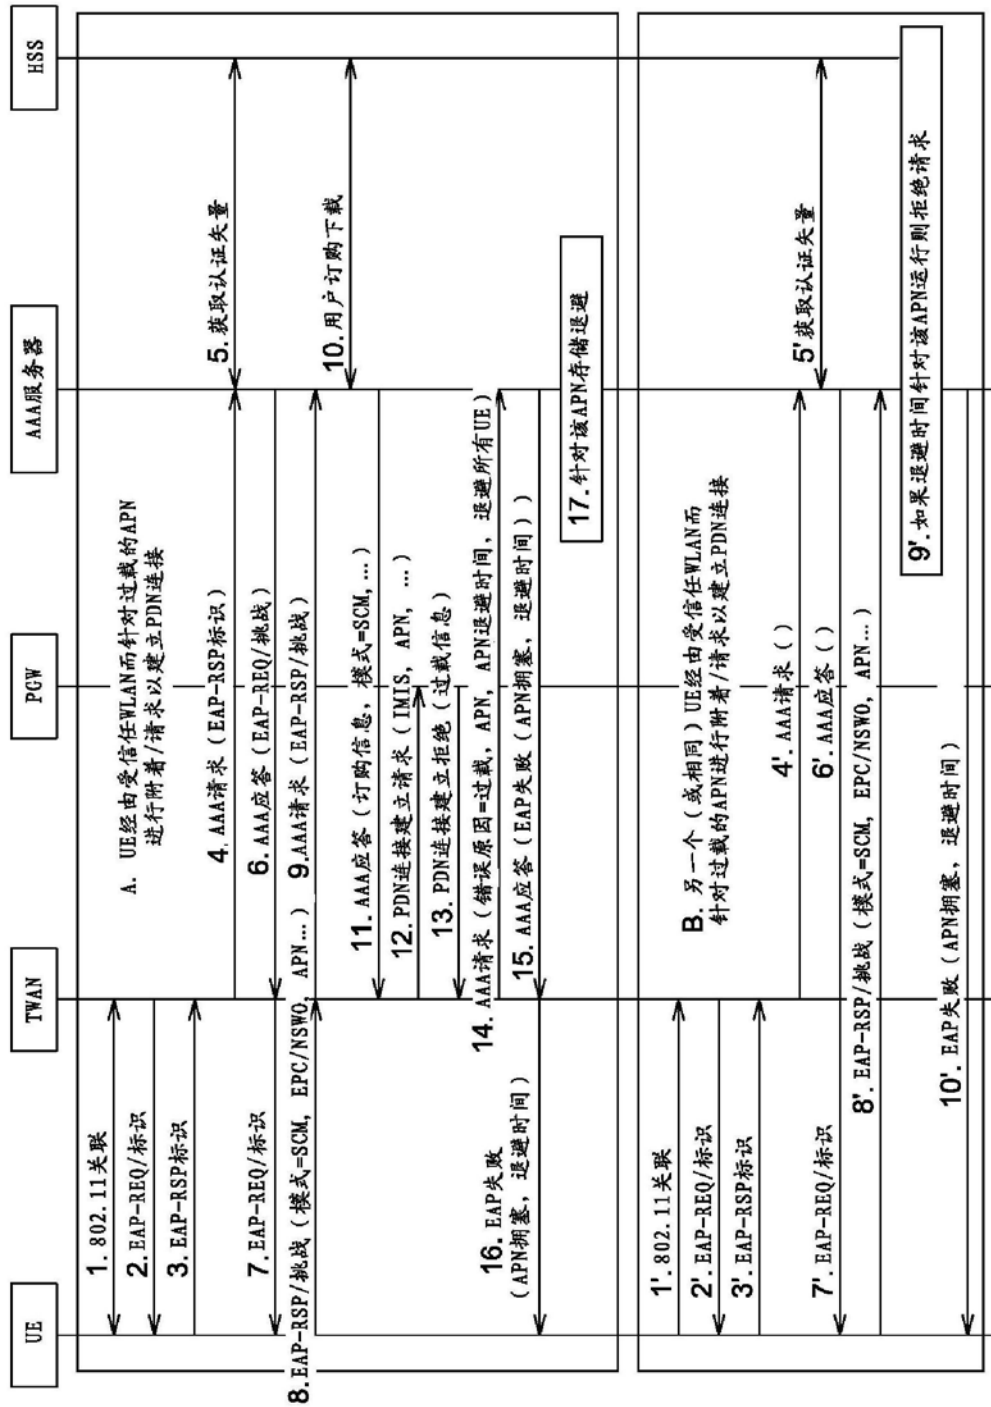 UE
TWAN
PGW
AAA服务器
HSS
A. UE经由受信任WLAN而针对过载的APN
进行附着/请求以建立PDN连接
1. 802.11关联
2. EAP-REQ/标识
3. EAP-RSP标识
4. AAA请求(EAP-RSP标识)
5. 获取认证矢量
6. AAA应答(EAP-REQ/挑战)
7. EAP-REQ/标识
8. EAP-RSP/挑战(模式=SCM, EPC/NSWO, APN...)
9. AAA请求(EAP-RSP/挑战)
10. 用户订购下载
11. AAA应答(订购信息, 模式=SCM, ...)
12. PDN连接建立请求(IMIS, APN, ...)
13. PDN连接建立拒绝(过载信息)
14. AAA请求(错误原因=过载, APN, APN退避时间, 退避所有UE)
15. AAA应答(EAP失败(APN拥塞, 退避时间))
16. EAP失败
(APN拥塞, 退避时间)
17. 针对该APN存储退避
B. 另一个(或相同)UE经由受信任WLAN而
针对过载的APN进行附着/请求以建立PDN连接
1'. 802.11关联
2'. EAP-REQ/标识
3'. EAP-RSP标识
4'. AAA请求()
5' 获取认证矢量
6'. AAA应答()
7'. EAP-REQ/标识
8'. EAP-RSP/挑战(模式=SCM, EPC/NSWO, APN...)
9'. 如果退避时间针对该APN运行则拒绝请求
10'. EAP失败(APN拥塞, 退避时间)